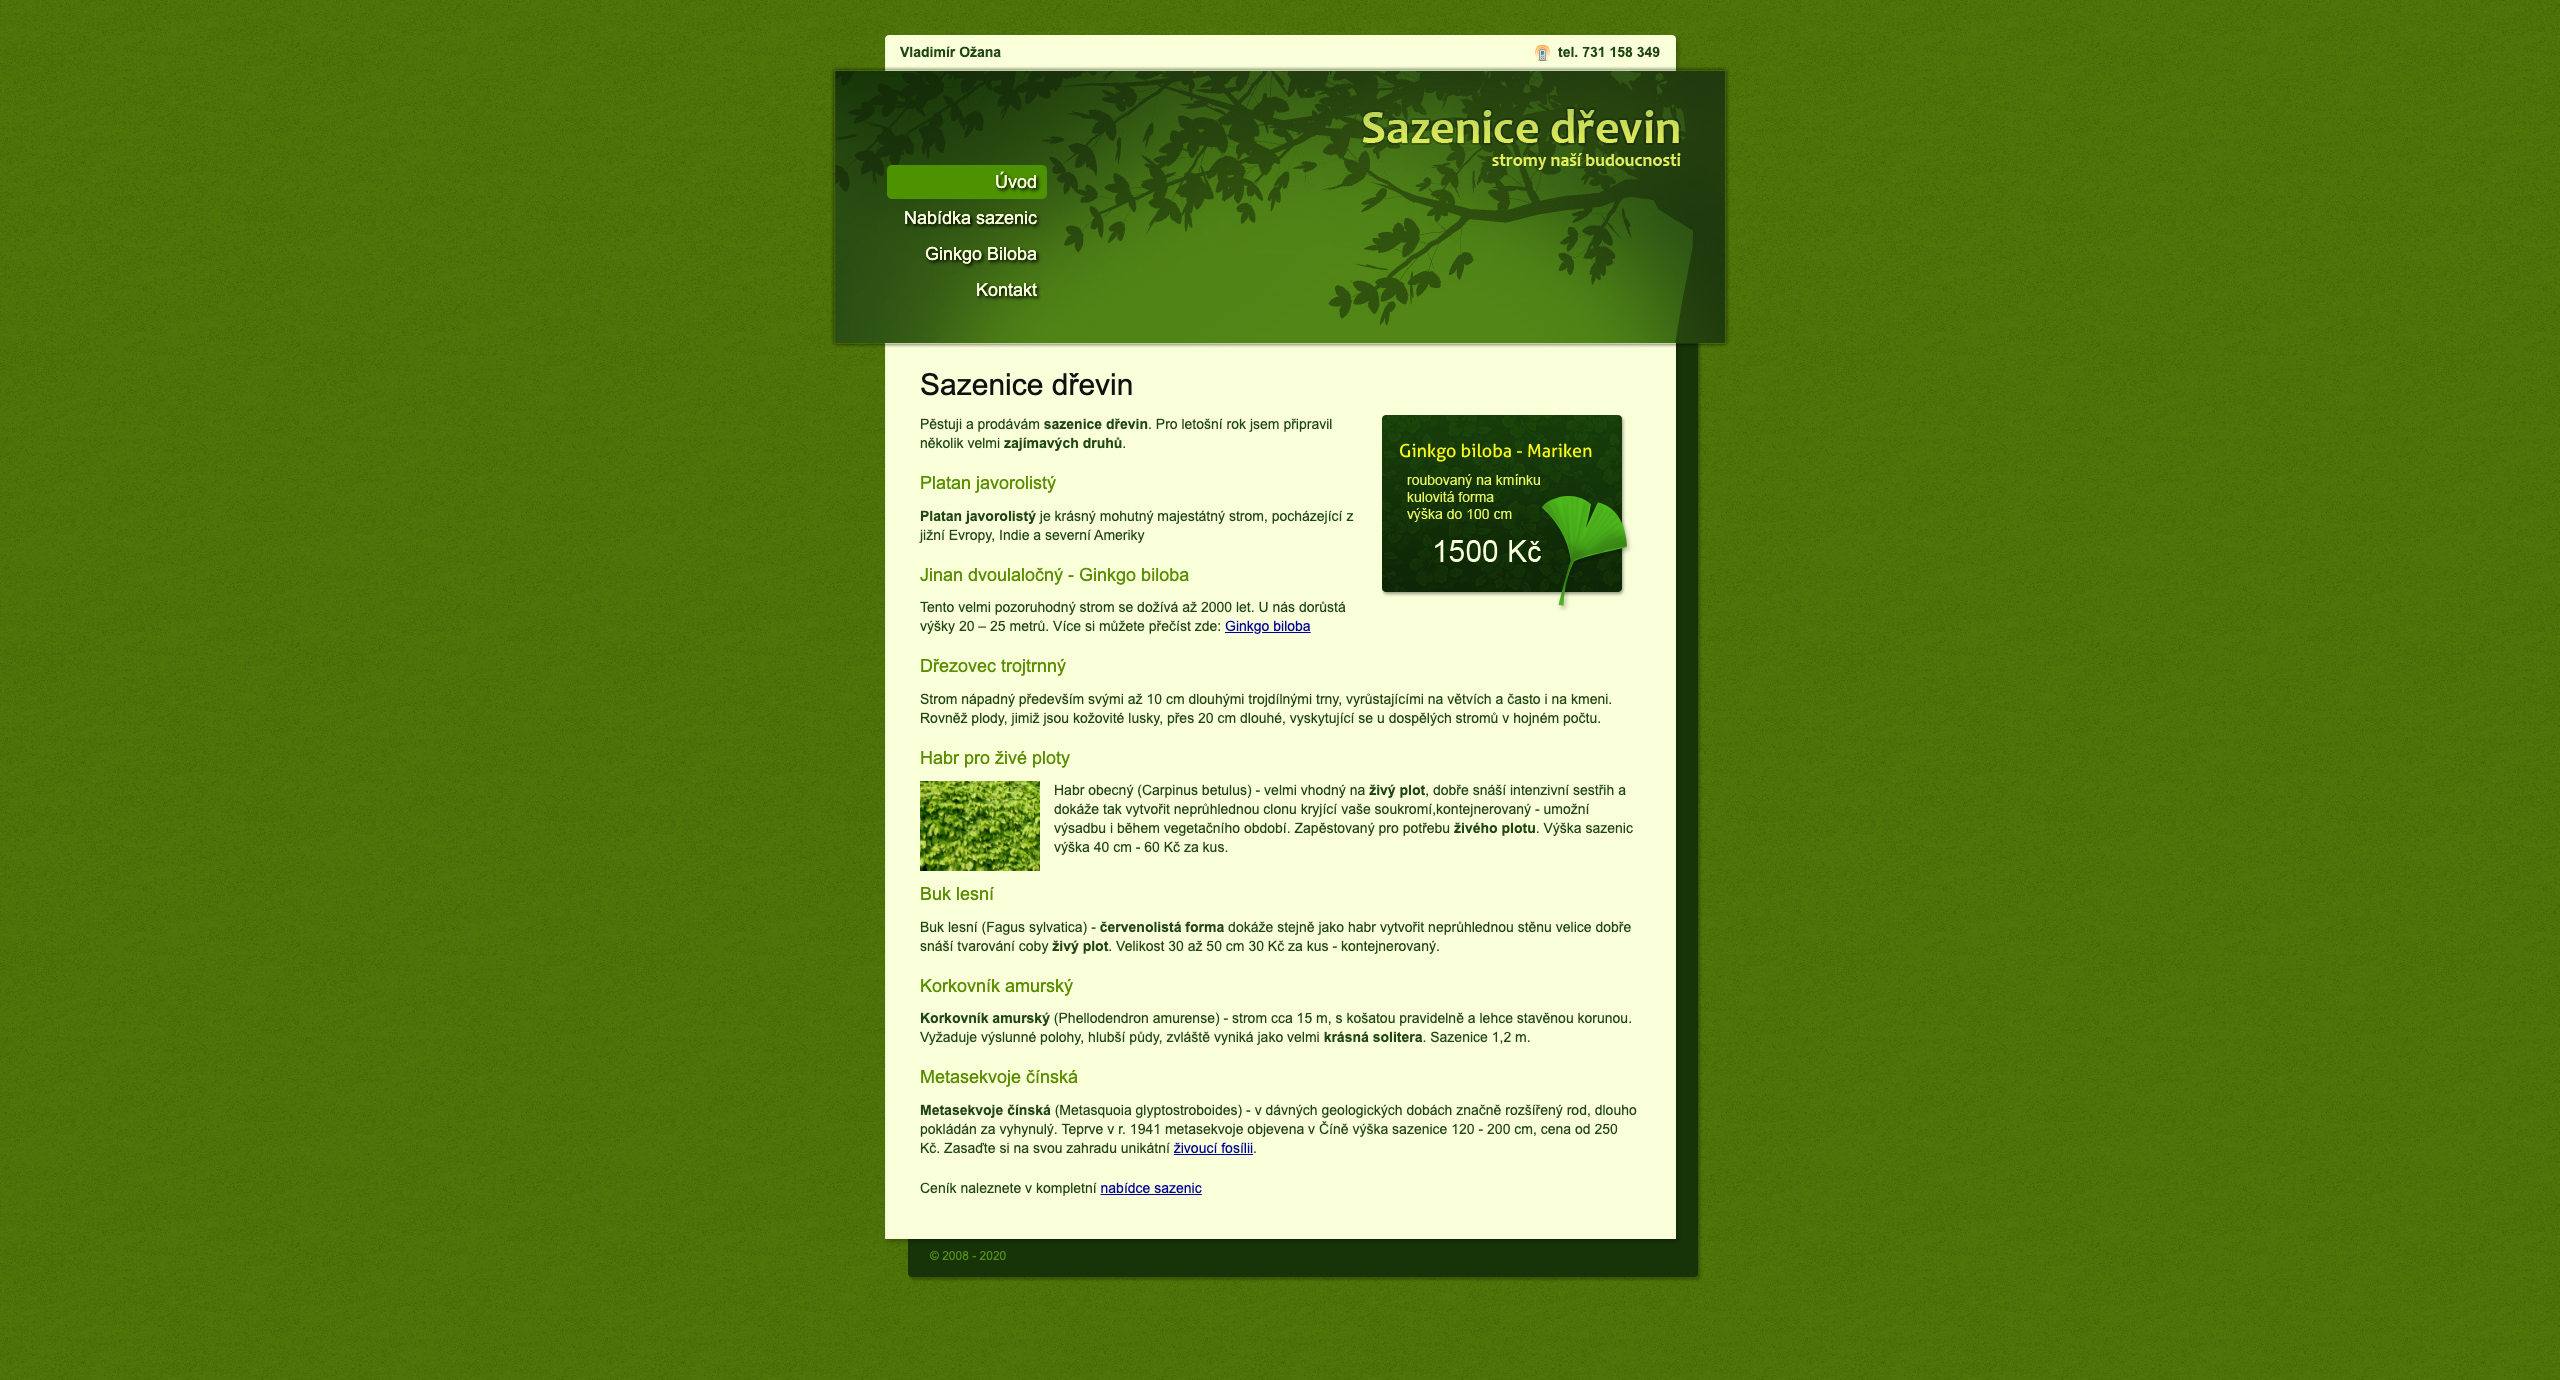 Vladimír Ožana
tel. 731 158 349
Sazenice dřevin
stromy naší budoucnosti
Úvod
Nabídka sazenic
Ginkgo Biloba
Kontakt
Sazenice dřevin
Pěstuji a prodávám sazenice dřevin. Pro letošní rok jsem připravil
několik velmi zajímavých druhů.
Ginkgo biloba - Mariken
roubovaný na kmínku
kulovitá forma
výška do 100 cm
1500 Kč
Platan javorolistý
Platan javorolistý je krásný mohutný majestátný strom, pocházející z
jižní Evropy, Indie a severní Ameriky
Jinan dvoulaločný - Ginkgo biloba
Tento velmi pozoruhodný strom se dožívá až 2000 let. U nás dorůstá
výšky 20 – 25 metrů. Více si můžete přečíst zde: Ginkgo biloba
Dřezovec trojtrnný
Strom nápadný především svými až 10 cm dlouhými trojdílnými trny, vyrůstajícími na větvích a často i na kmeni.
Rovněž plody, jimiž jsou kožovité lusky, přes 20 cm dlouhé, vyskytující se u dospělých stromů v hojném počtu.
Habr pro živé ploty
Habr obecný (Carpinus betulus) - velmi vhodný na živý plot, dobře snáší intenzivní sestřih a
dokáže tak vytvořit neprůhlednou clonu kryjící vaše soukromí,kontejnerovaný - umožní
výsadbu i během vegetačního období. Zapěstovaný pro potřebu živého plotu. Výška sazenic
výška 40 cm - 60 Kč za kus.
Buk lesní
Buk lesní (Fagus sylvatica) - červenolistá forma dokáže stejně jako habr vytvořit neprůhlednou stěnu velice dobře
snáší tvarování coby živý plot. Velikost 30 až 50 cm 30 Kč za kus - kontejnerovaný.
Korkovník amurský
Korkovník amurský (Phellodendron amurense) - strom cca 15 m, s košatou pravidelně a lehce stavěnou korunou.
Vyžaduje výslunné polohy, hlubší půdy, zvláště vyniká jako velmi krásná solitera. Sazenice 1,2 m.
Metasekvoje čínská
Metasekvoje čínská (Metasquoia glyptostroboides) - v dávných geologických dobách značně rozšířený rod, dlouho
pokládán za vyhynulý. Teprve v r. 1941 metasekvoje objevena v Číně výška sazenice 120 - 200 cm, cena od 250
Kč. Zasaďte si na svou zahradu unikátní živoucí fosílii.
Ceník naleznete v kompletní nabídce sazenic
© 2008 - 2020